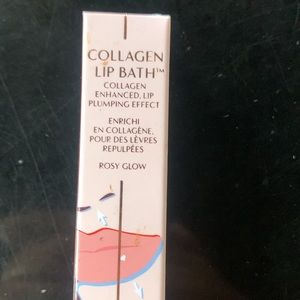 COLLAGEN
LIP BATH™
COLLAGEN
ENHANCED, LIP
PLUMPING EFFECT
ENRICHI
EN COLLAGÈNE,
POUR DES LÈVRES
REPULPÉES
ROSY GLOW